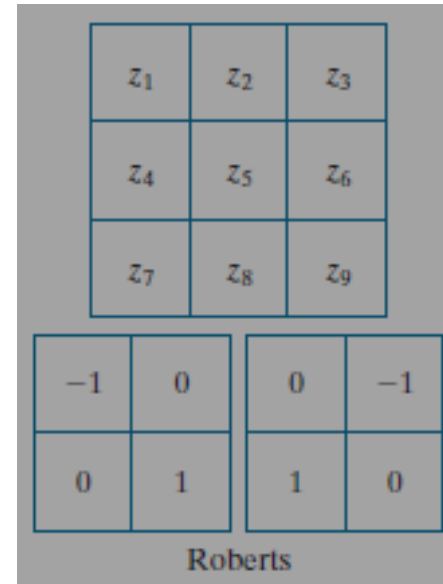 z₁ z₂ z₃
z₄ z₅ z₆
z₇ z₈ z₉
−1 0 0 −1
0 1 1 0
Roberts